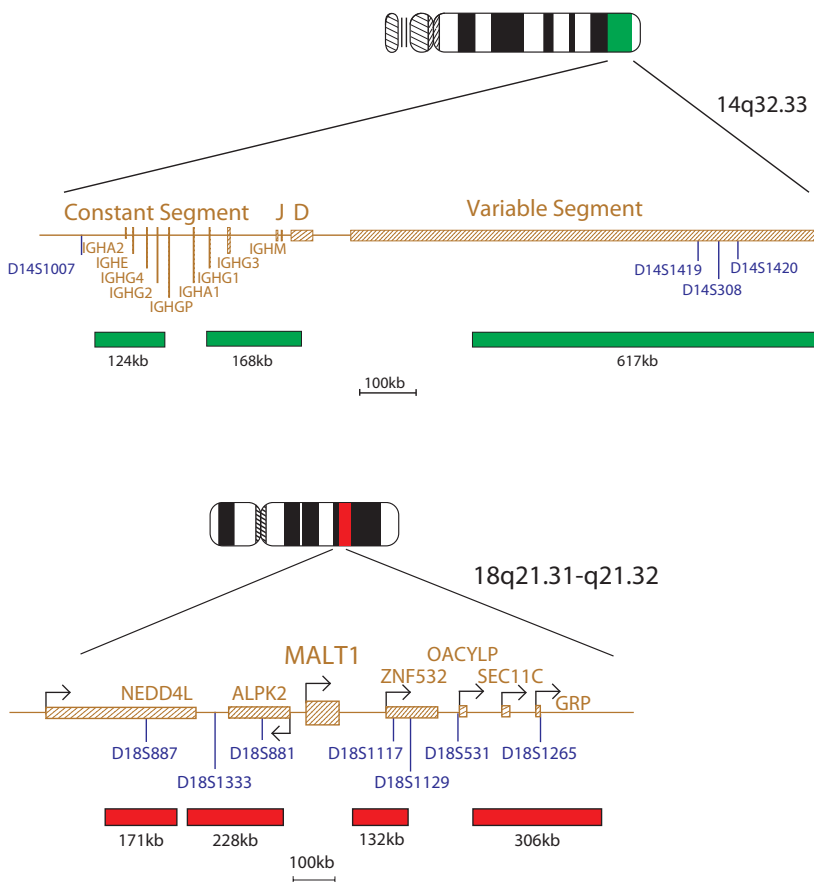 14q32.33
Constant Segment J D Variable Segment
IGHA2 IGHG3 IGHM
IGHE
IGHG4 IGHG1
IGHG2 IGHA1
IGHGP
D14S1007 D14S1419 D14S1420
D14S308
124kb 168kb 617kb
100kb
18q21.31-q21.32
MALT1 OACYLP
ZNF532 SEC11C
NEDD4L ALPK2 GRP
D18S887 D18S881 D18S1117 D18S531 D18S1265
D18S1333 D18S1129
171kb 228kb 132kb 306kb
100kb